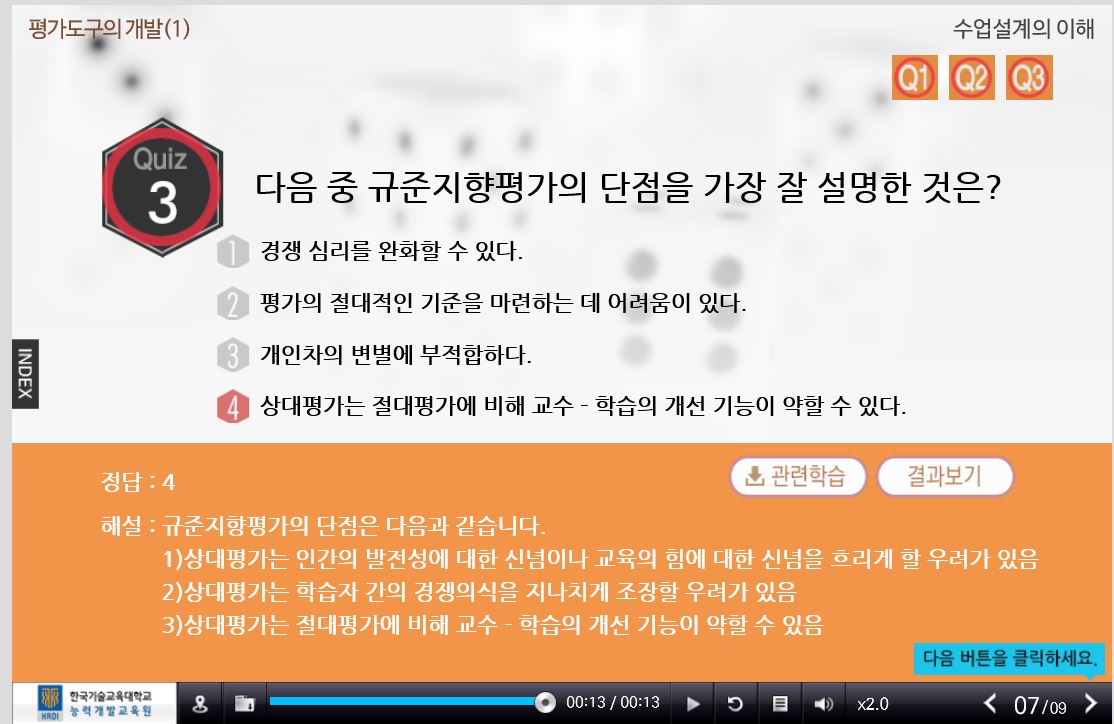 평가도구의 개발(1)
수업설계의 이해
Q1 Q2 Q3
Quiz
3
다음 중 규준지향평가의 단점을 가장 잘 설명한 것은?
1 경쟁 심리를 완화할 수 있다.
2 평가의 절대적인 기준을 마련하는 데 어려움이 있다.
3 개인차의 변별에 부적합하다.
4 상대평가는 절대평가에 비해 교수 - 학습의 개선 기능이 약할 수 있다.
INDEX
정답 : 4
관련학습
결과보기
해설 : 규준지향평가의 단점은 다음과 같습니다.
1)상대평가는 인간의 발전성에 대한 신념이나 교육의 힘에 대한 신념을 흐리게 할 우려가 있음
2)상대평가는 학습자 간의 경쟁의식을 지나치게 조장할 우려가 있음
3)상대평가는 절대평가에 비해 교수 - 학습의 개선 기능이 약할 수 있음
다음 버튼을 클릭하세요.
HRDI
한국기술교육대학교
능력개발교육원
00:13 / 00:13
x2.0
07/09